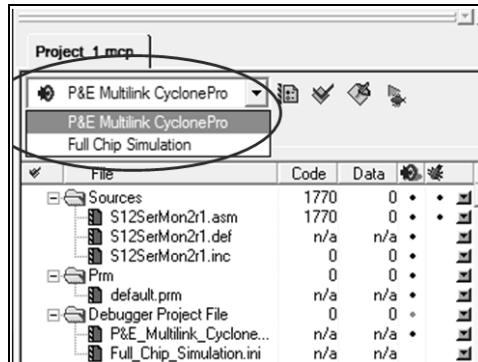 Project_1.mcp
P&E Multilink CyclonePro
P&E Multilink CyclonePro
Full Chip Simulation
File Code Data
Sources 1770 0
S12SerMon2r1.asm 1770 0
S12SerMon2r1.def n/a n/a
S12SerMon2r1.inc 0 0
Prm 0 0
default.prm n/a n/a
Debugger Project File 0 0
P&E_Multilink_Cyclone... n/a n/a
Full_Chip_Simulation.ini n/a n/a